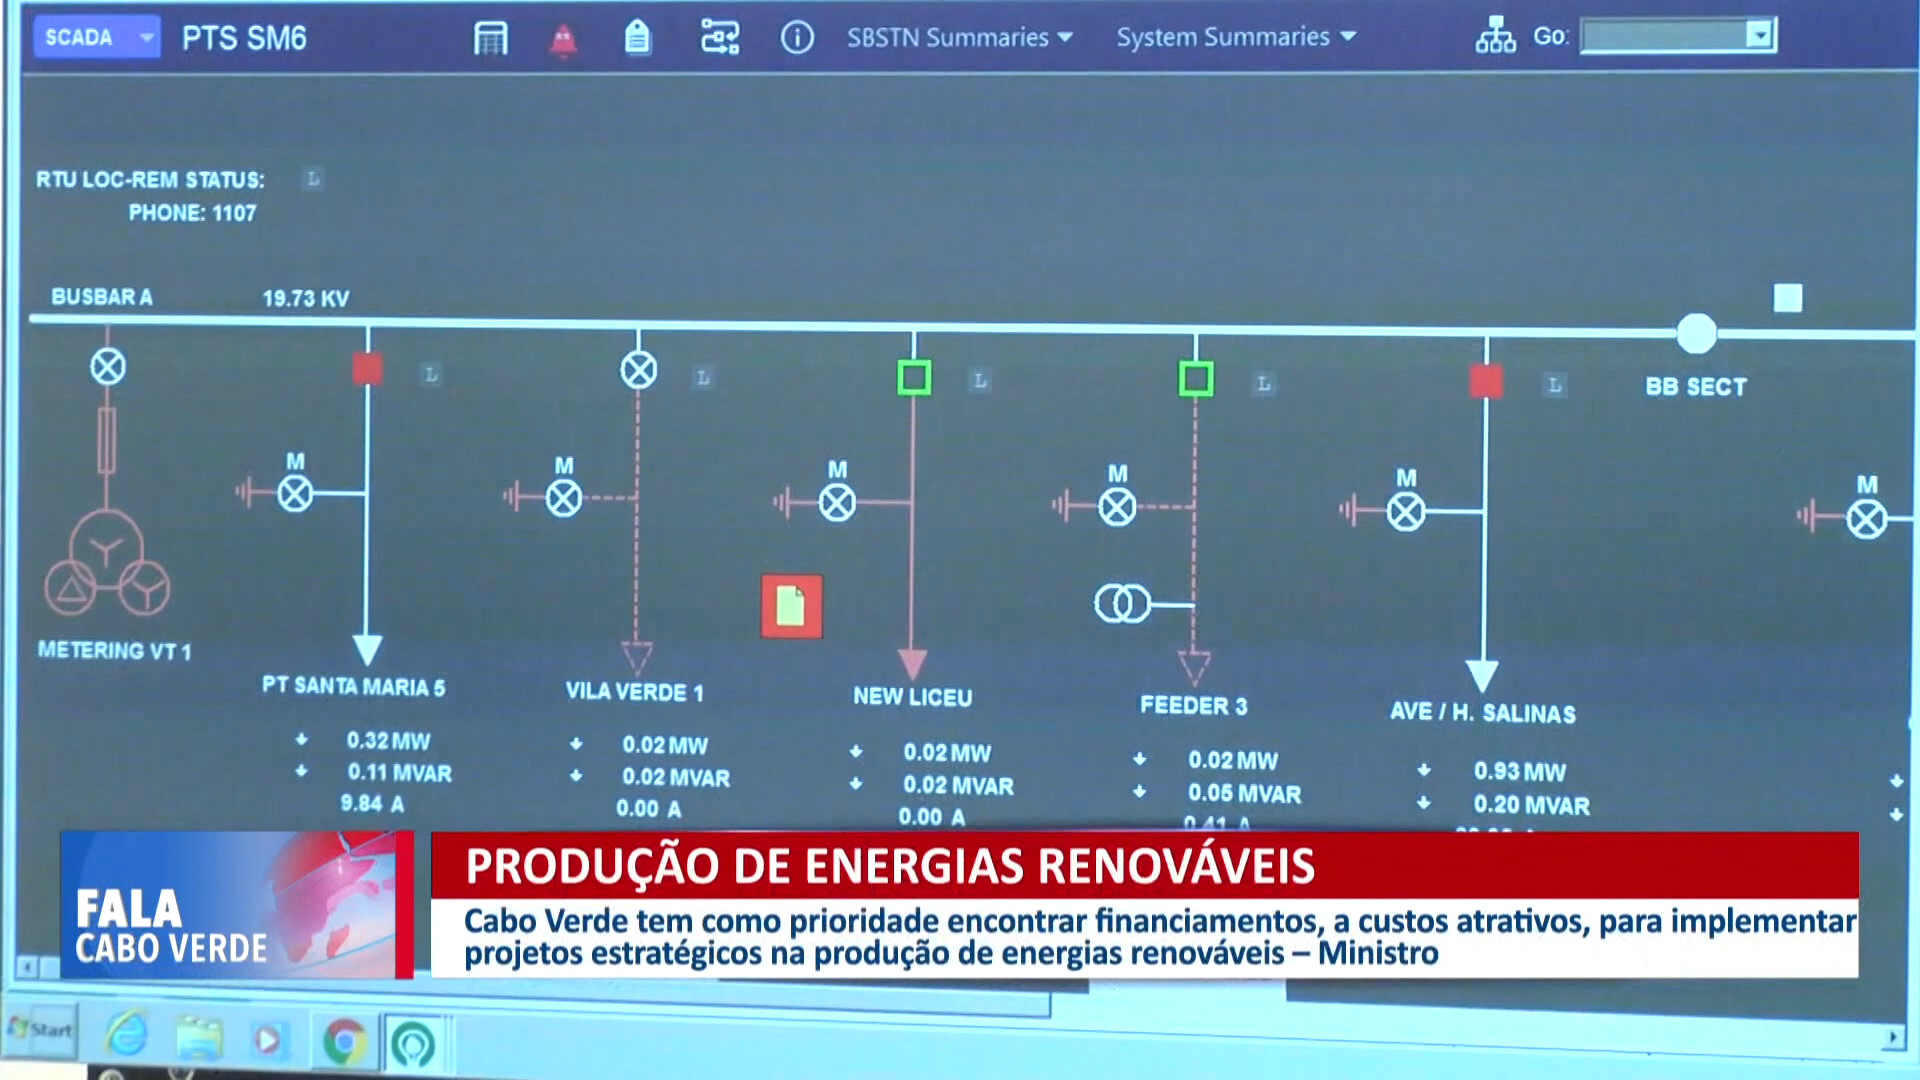 SCADA
PTS SM6
SBSTN Summaries
System Summaries
Go:
RTU LOC-REM STATUS: L
PHONE: 1107
BUSBAR A 19.73 KV
L
L
L
L
L
BB SECT
M
M
M
M
M
M
METERING VT 1
PT SANTA MARIA 5
VILA VERDE 1
NEW LICEU
FEEDER 3
AVE / H. SALINAS
0.32 MW
0.11 MVAR
9.84 A
0.02 MW
0.02 MVAR
0.00 A
0.02 MW
0.02 MVAR
0.00 A
0.02 MW
0.05 MVAR
0.41 A
0.93 MW
0.20 MVAR
FALA
CABO VERDE
PRODUÇÃO DE ENERGIAS RENOVÁVEIS
Cabo Verde tem como prioridade encontrar financiamentos, a custos atrativos, para implementar
projetos estratégicos na produção de energias renováveis – Ministro
Start